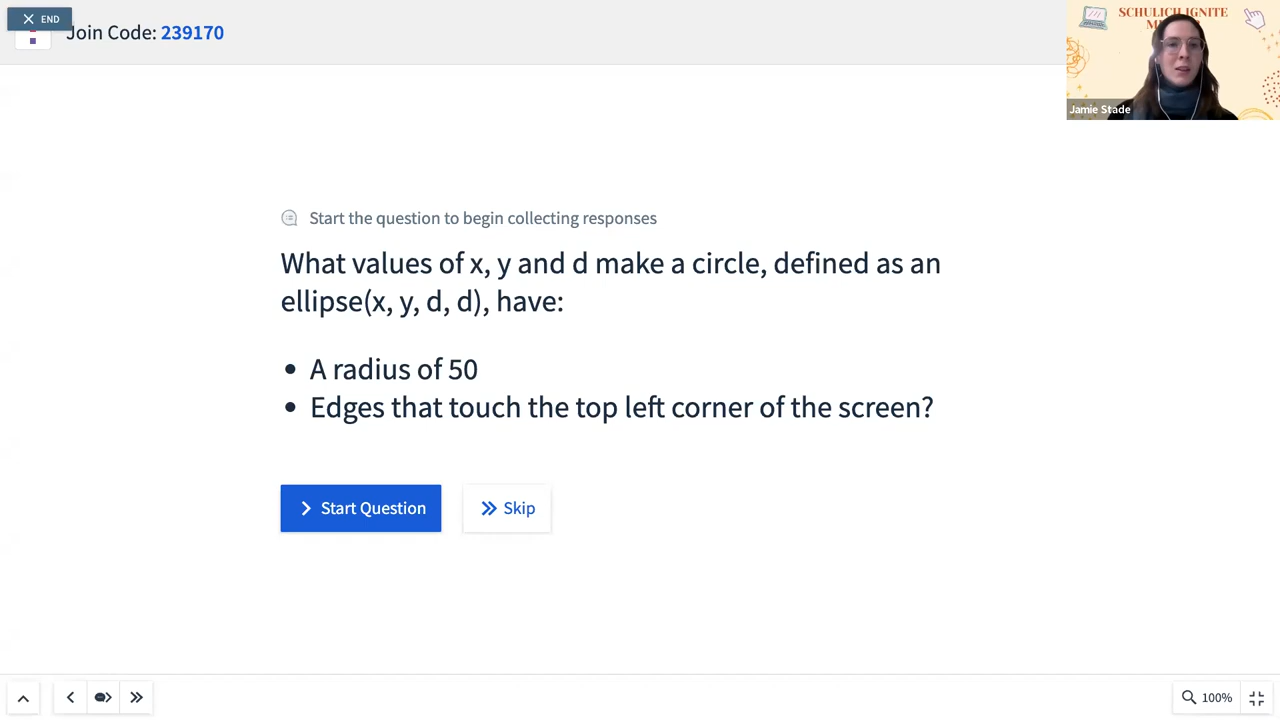 END
Join Code: 239170
SCHULICH IGNITE
Jamie Stade
Start the question to begin collecting responses
What values of x, y and d make a circle, defined as an
ellipse(x, y, d, d), have:
• A radius of 50
• Edges that touch the top left corner of the screen?
Start Question
Skip
100%